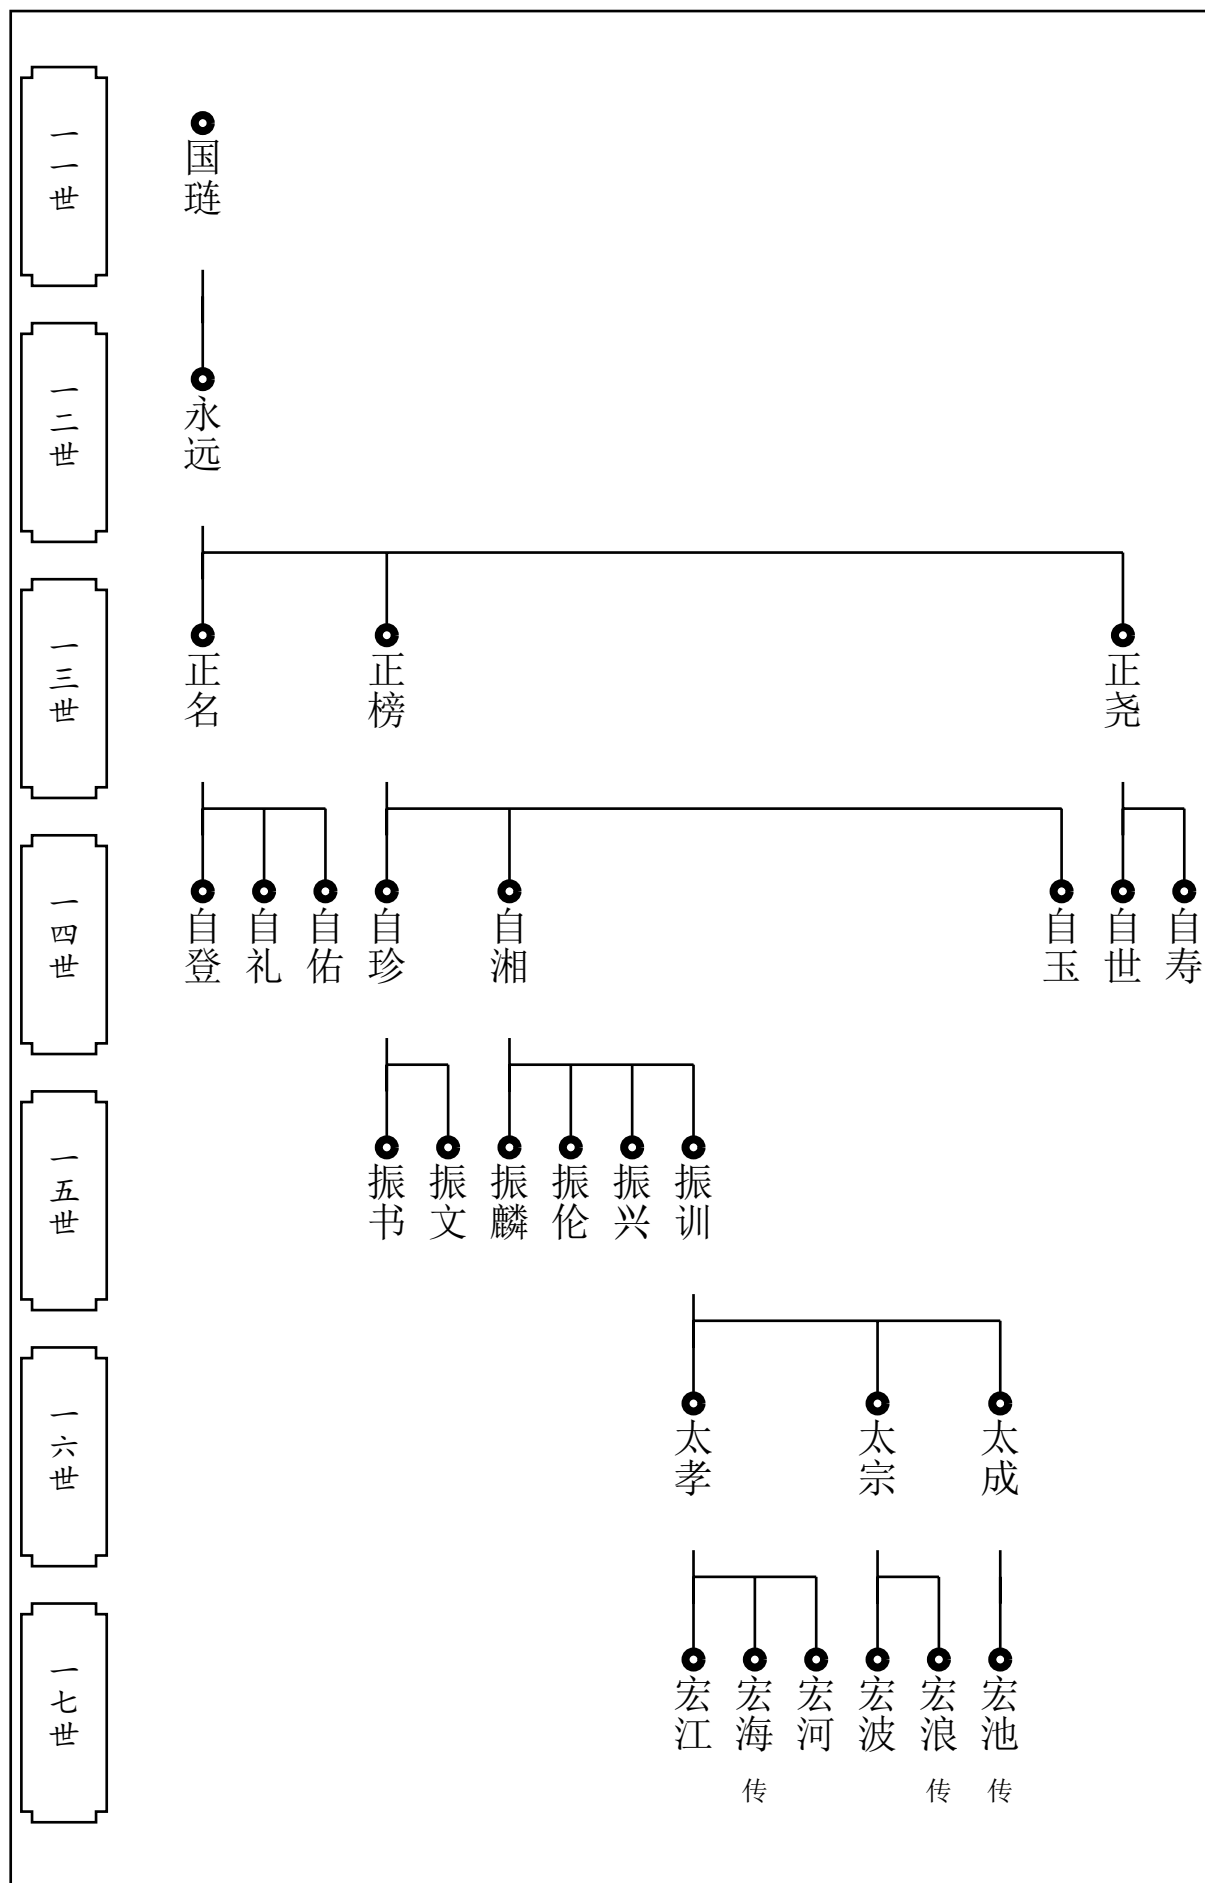 一一世
国琏
一二世
永远
一三世
正名
正榜
正尧
一四世
自登
自礼
自佑
自珍
自湘
自玉
自世
自寿
一五世
振书
振文
振麟
振伦
振兴
振训
一六世
太孝
太宗
太成
一七世
宏江
宏海
传
宏河
宏波
宏浪
传
宏池
传